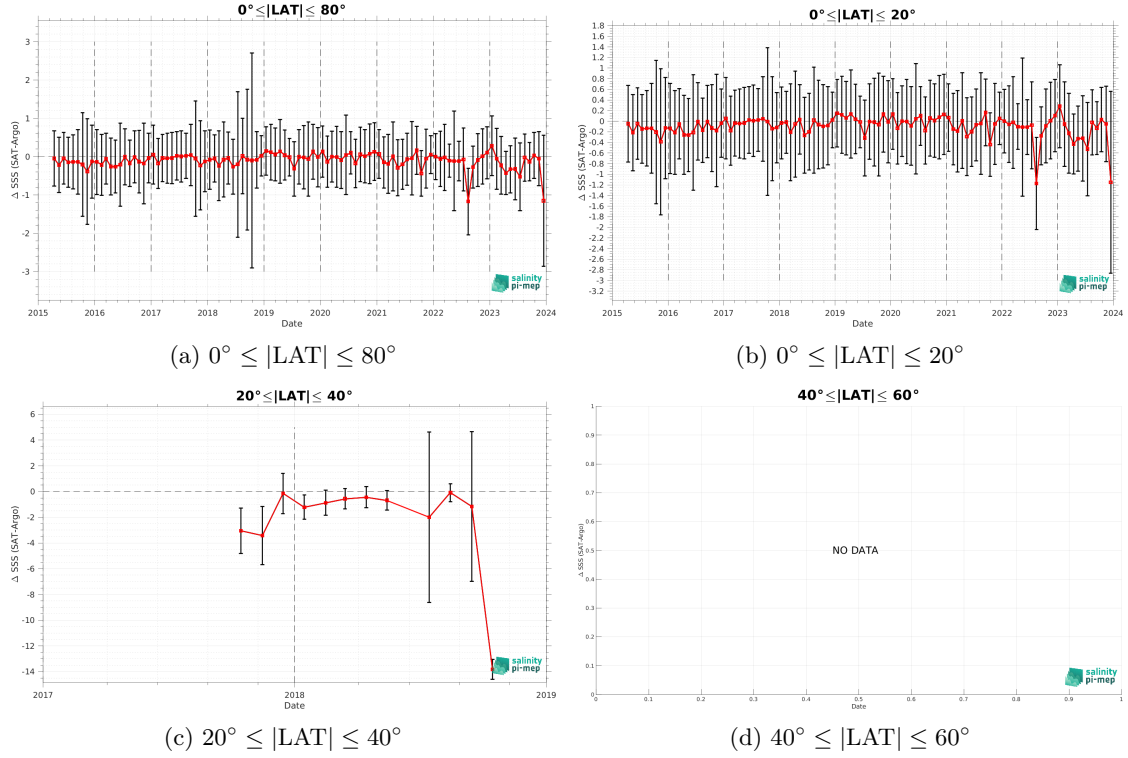 0°≤|LAT|≤ 80°
Δ SSS (SAT-Argo)
3
2
1
0
-1
-2
-3
2015 2016 2017 2018 2019 2020 2021 2022 2023 2024
Date
salinity
pi-mep
(a) 0° ≤ |LAT| ≤ 80°
0°≤|LAT|≤ 20°
Δ SSS (SAT-Argo)
1.8
1.6
1.4
1.2
1
0.8
0.6
0.4
0.2
0
-0.2
-0.4
-0.6
-0.8
-1
-1.2
-1.4
-1.6
-1.8
-2
-2.2
-2.4
-2.6
-2.8
-3
-3.2
2015 2016 2017 2018 2019 2020 2021 2022 2023 2024
Date
salinity
pi-mep
(b) 0° ≤ |LAT| ≤ 20°
20°≤|LAT|≤ 40°
Δ SSS (SAT-Argo)
6
4
2
0
-2
-4
-6
-8
-10
-12
-14
2017 2018 2019
Date
salinity
pi-mep
(c) 20° ≤ |LAT| ≤ 40°
40°≤|LAT|≤ 60°
Δ SSS (SAT-Argo)
1
0.9
0.8
0.7
0.6
0.5
0.4
0.3
0.2
0.1
0
NO DATA
0 0.1 0.2 0.3 0.4 0.5 0.6 0.7 0.8 0.9 1
Date
salinity
pi-mep
(d) 40° ≤ |LAT| ≤ 60°